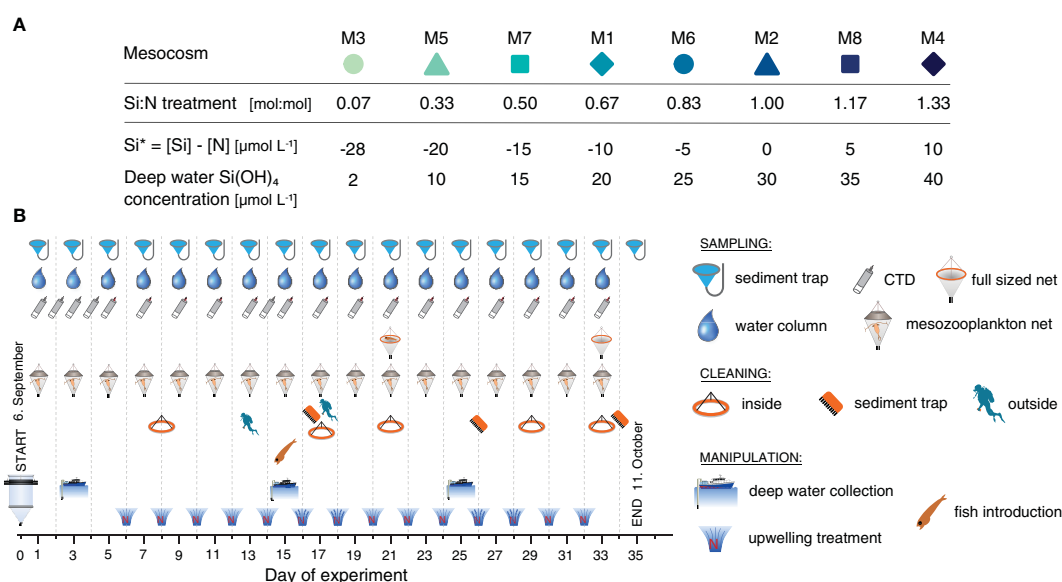 A
Mesocosm M3 M5 M7 M1 M6 M2 M8 M4
Si:N treatment [mol:mol] 0.07 0.33 0.50 0.67 0.83 1.00 1.17 1.33
Si* = [Si] - [N] [µmol L⁻¹] -28 -20 -15 -10 -5 0 5 10
Deep water Si(OH)₄ 2 10 15 20 25 30 35 40
concentration [µmol L⁻¹]
B
START 6. September
END 11. October
N N N N N N N N N N N N N N
0 1 3 5 7 9 11 13 15 17 19 21 23 25 27 29 31 33 35
Day of experiment
SAMPLING:
sediment trap
CTD
full sized net
water column
mesozooplankton net
CLEANING:
inside
sediment trap
outside
MANIPULATION:
deep water collection
fish introduction
N
upwelling treatment